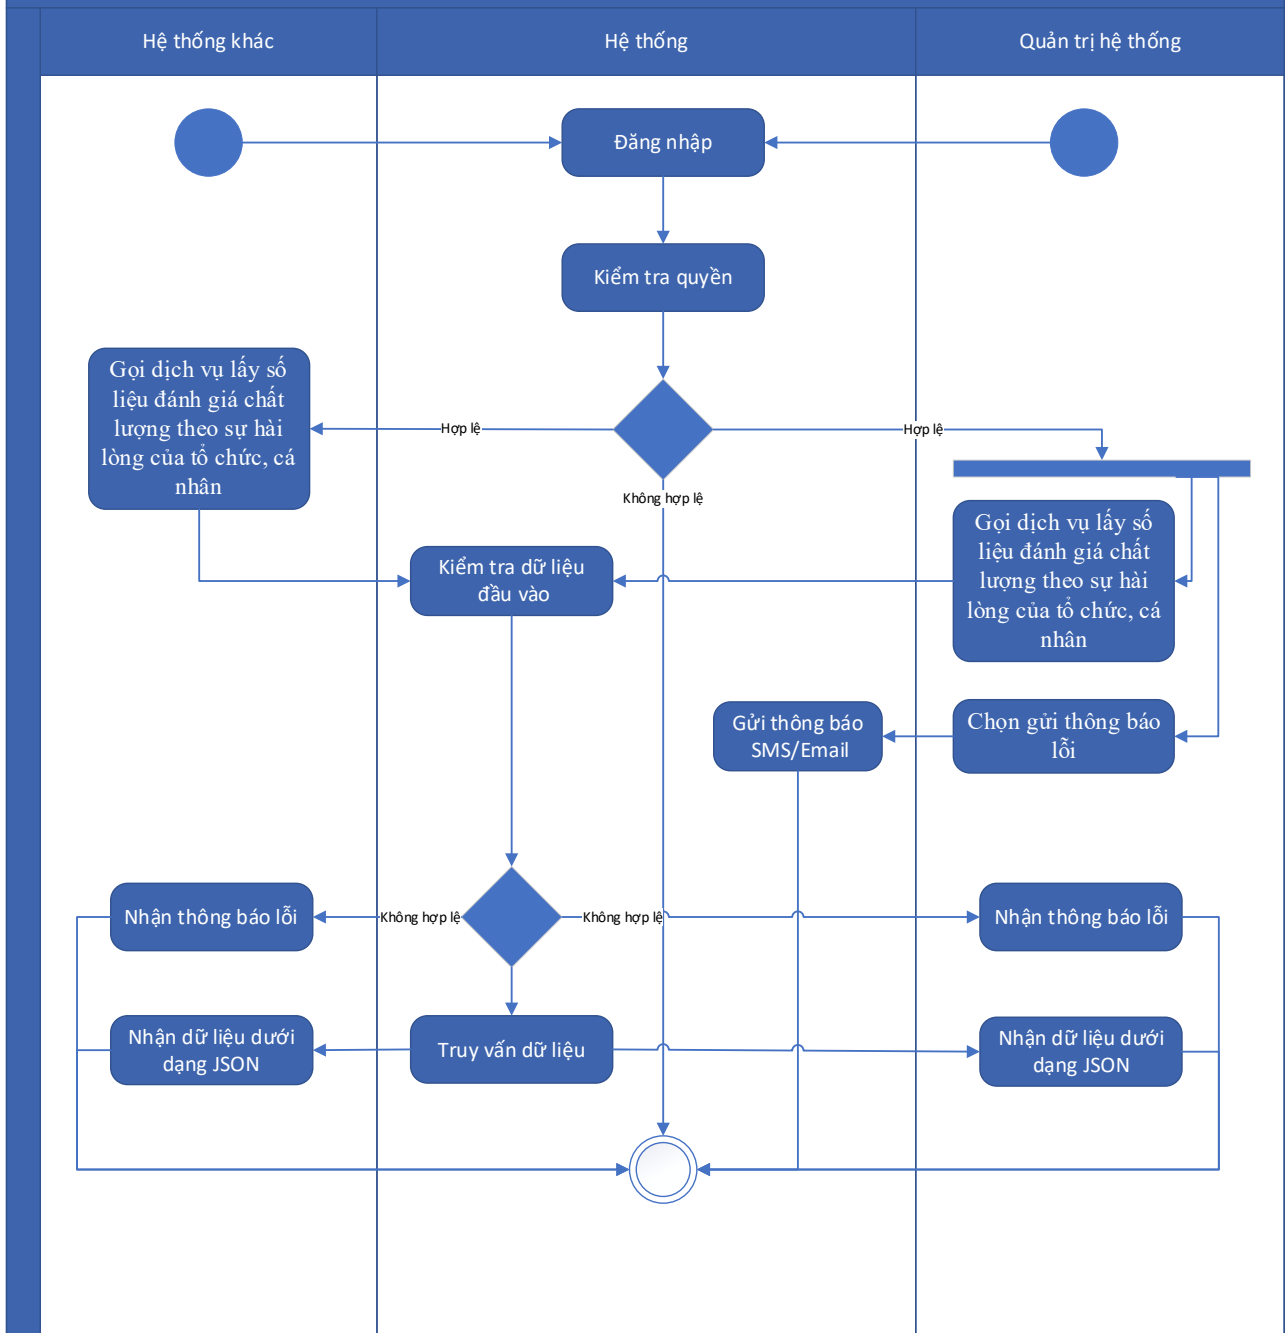 Hệ thống khác
Hệ thống
Quản trị hệ thống
Đăng nhập
Kiểm tra quyền
Gọi dịch vụ lấy số
liệu đánh giá chất
lượng theo sự hài
lòng của tổ chức, cá
nhân
Hợp lệ
Hợp lệ
Không hợp lệ
Gọi dịch vụ lấy số
liệu đánh giá chất
lượng theo sự hài
lòng của tổ chức, cá
nhân
Kiểm tra dữ liệu
đầu vào
Gửi thông báo
SMS/Email
Chọn gửi thông báo
lỗi
Nhận thông báo lỗi
Không hợp lệ
Không hợp lệ
Nhận thông báo lỗi
Nhận dữ liệu dưới
dạng JSON
Truy vấn dữ liệu
Nhận dữ liệu dưới
dạng JSON